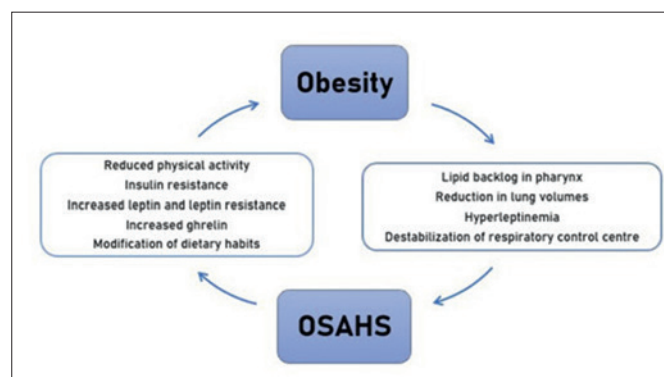 Obesity
Reduced physical activity
Insulin resistance
Increased leptin and leptin resistance
Increased ghrelin
Modification of dietary habits
Lipid backlog in pharynx
Reduction in lung volumes
Hyperleptinemia
Destabilization of respiratory control centre
OSAHS